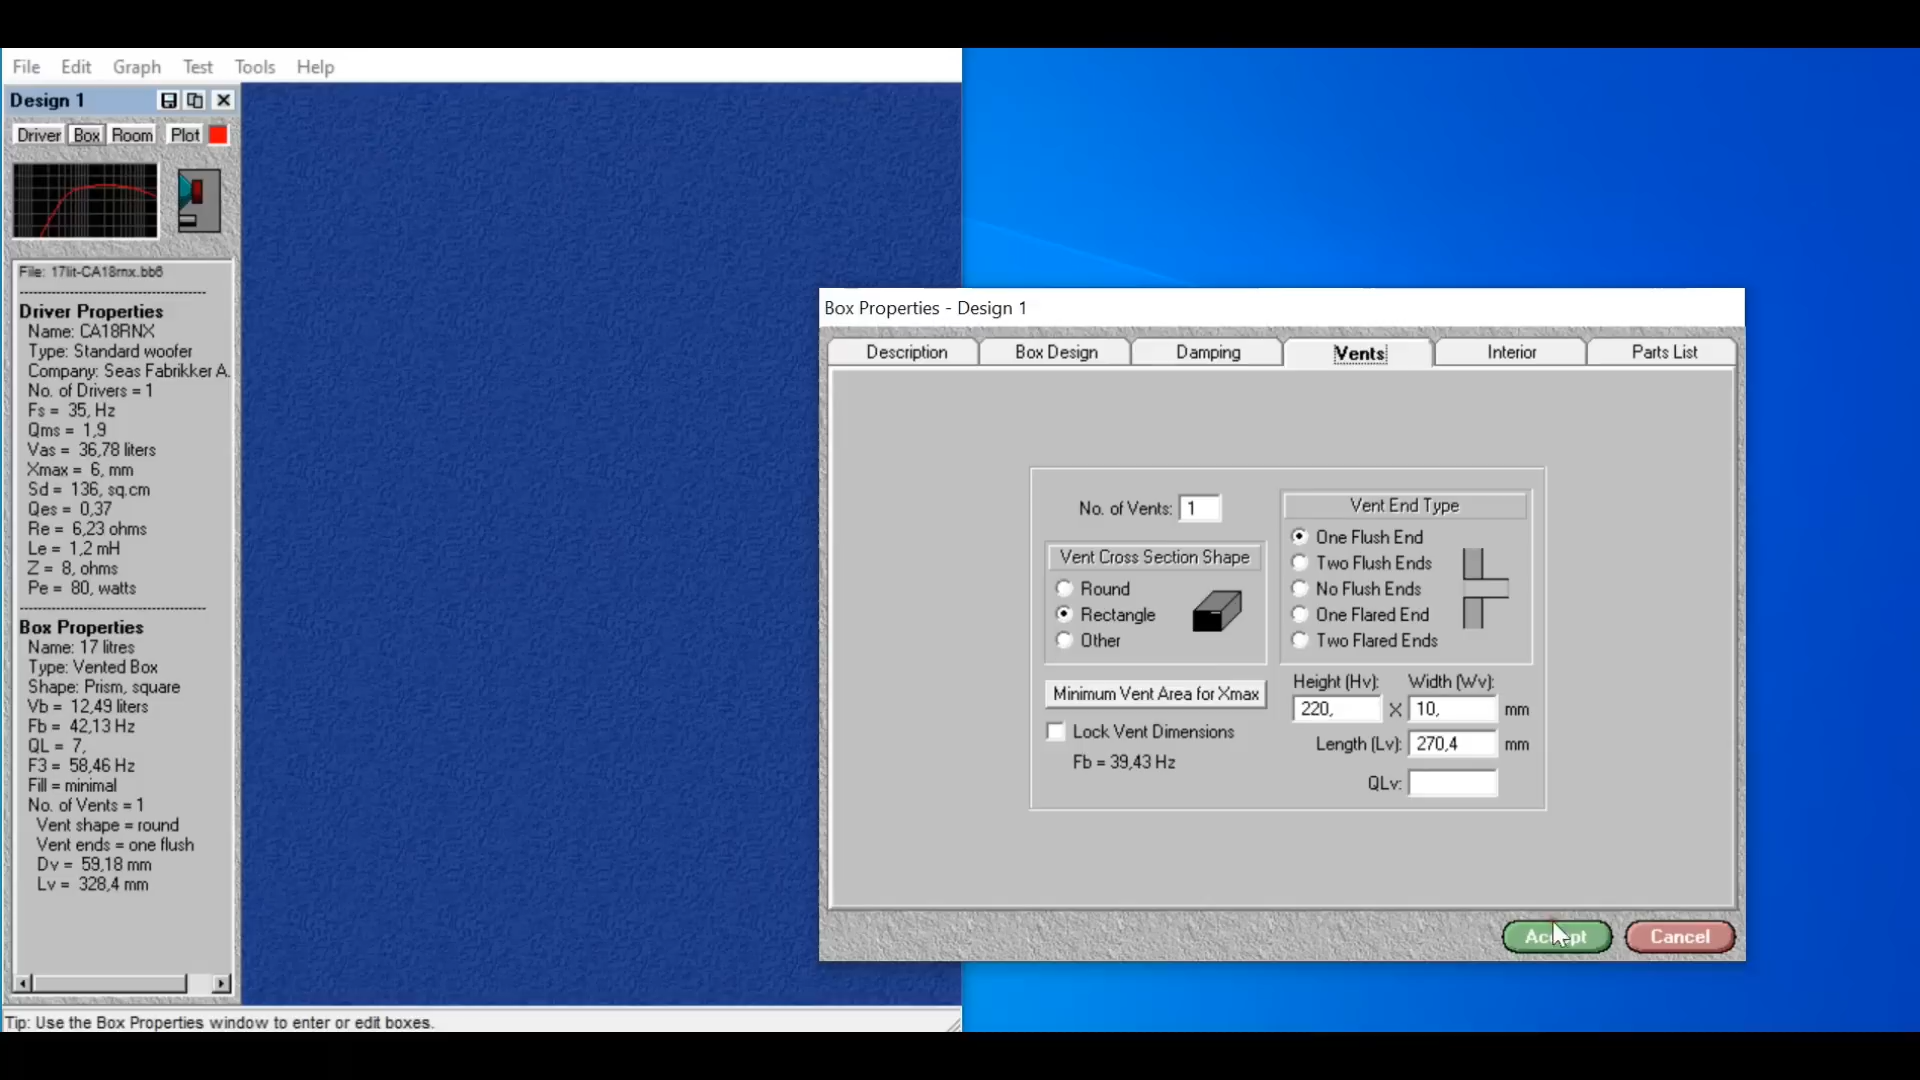 File Edit Graph Test Tools Help
Design 1
Driver Box Room Plot
File: 17lit-CA18rnx.bb6
Driver Properties
Name: CA18RNX
Type: Standard woofer
Company: Seas Fabrikker A.
No. of Drivers = 1
Fs = 35, Hz
Qms = 1,9
Vas = 36,78 liters
Xmax = 6, mm
Sd = 136, sq.cm
Qes = 0,37
Re = 6,23 ohms
Le = 1,2 mH
Z = 8, ohms
Pe = 80, watts
Box Properties
Name: 17 litres
Type: Vented Box
Shape: Prism, square
Vb = 12,49 liters
Fb = 42,13 Hz
QL = 7,
F3 = 58,46 Hz
Fill = minimal
No. of Vents = 1
Vent shape = round
Vent ends = one flush
Dv = 59,18 mm
Lv = 328,4 mm
Tip: Use the Box Properties window to enter or edit boxes.
Box Properties - Design 1
Description Box Design Damping Vents Interior Parts List
No. of Vents: 1
Vent Cross Section Shape
Round
Rectangle
Other
Minimum Vent Area for Xmax
Lock Vent Dimensions
Fb = 39,43 Hz
Vent End Type
One Flush End
Two Flush Ends
No Flush Ends
One Flared End
Two Flared Ends
Height (Hv): Width (Wv):
220, X 10, mm
Length (Lv): 270,4 mm
QLv:
Accept Cancel